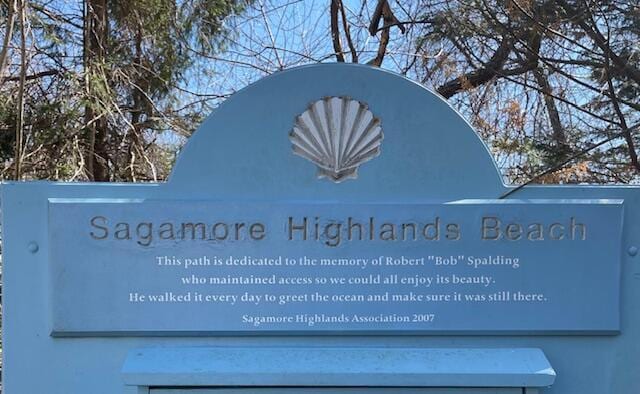 Sagamore Highlands Beach
This path is dedicated to the memory of Robert "Bob" Spalding
who maintained access so we could all enjoy its beauty.
He walked it every day to greet the ocean and make sure it was still there.
Sagamore Highlands Association 2007